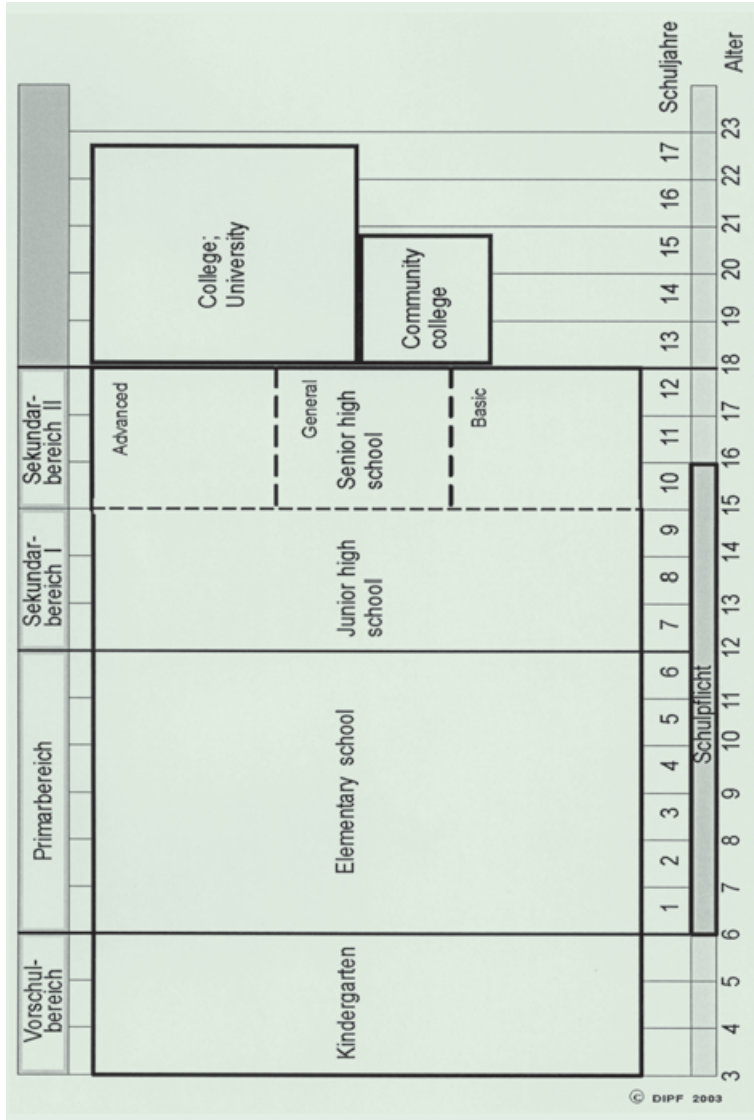 Vorschul-
bereich
Primarbereich
Sekundar-
bereich I
Sekundar-
bereich II
Kindergarten
Elementary school
Junior high
school
Advanced
General
Senior high
school
Basic
College;
University
Community
college
1 2 3 4 5 6 7 8 9 10 11 12 13 14 15 16 17 Schuljahre
Schulpflicht
3 4 5 6 7 8 9 10 11 12 13 14 15 16 17 18 19 20 21 22 23 Alter
© DIPF 2003